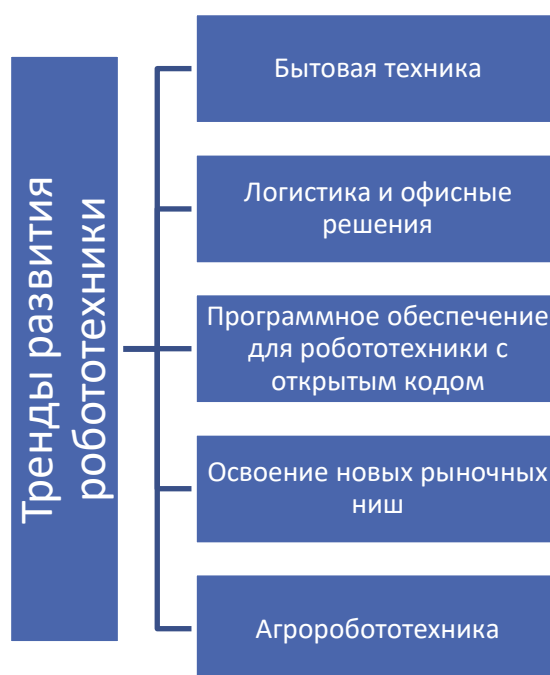 Тренды развития
робототехники
Бытовая техника
Логистика и офисные
решения
Программное обеспечение
для робототехники с
открытым кодом
Освоение новых рыночных
ниш
Агроробототехника